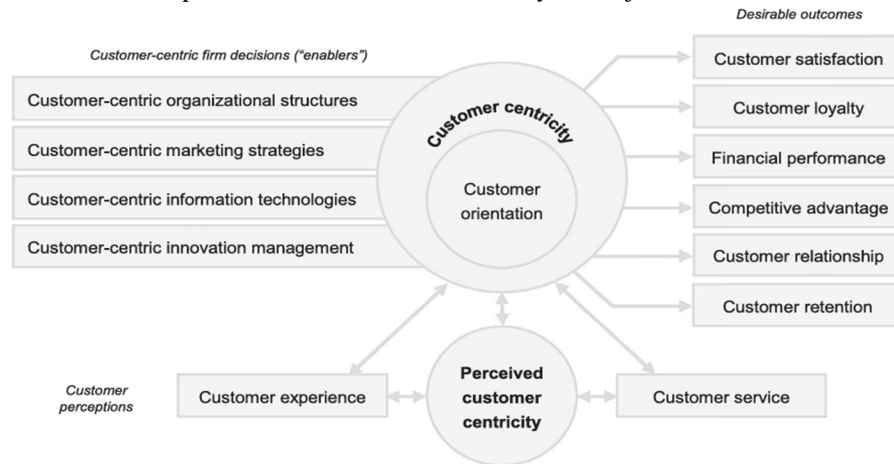 Desirable outcomes
Customer-centric firm decisions (“enablers”)
Customer-centric organizational structures
Customer-centric marketing strategies
Customer-centric information technologies
Customer-centric innovation management
Customer centricity
Customer
orientation
Customer satisfaction
Customer loyalty
Financial performance
Competitive advantage
Customer relationship
Customer retention
Customer
perceptions
Customer experience
Perceived
customer
centricity
Customer service